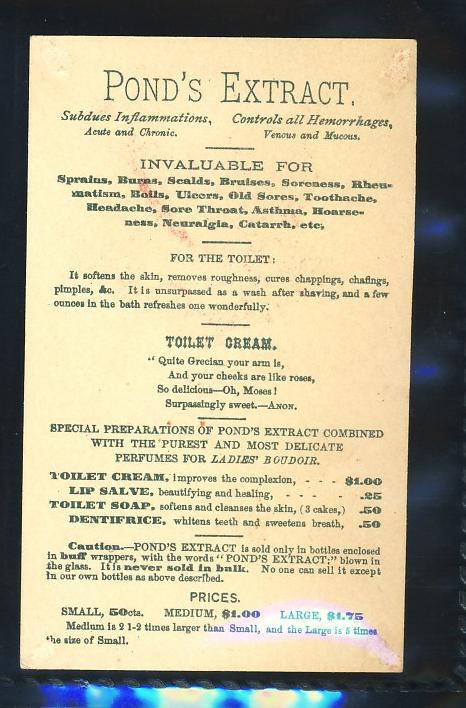 POND'S EXTRACT.
Subdues Inflammations, Controls all Hemorrhages,
Acute and Chronic. Venous and Mucous.
INVALUABLE FOR
Sprains, Burns, Scalds, Bruises, Soreness, Rheu-
matism, Boils, Ulcers, Old Sores, Toothache,
Headache, Sore Throat, Asthma, Hoarse-
ness, Neuralgia, Catarrh, etc,
FOR THE TOILET:
It softens the skin, removes roughness, cures chappings, chafings,
pimples, &c. It is unsurpassed as a wash after shaving, and a few
ounces in the bath refreshes one wonderfully.
TOILET CREAM.
"Quite Grecian your arm is,
And your cheeks are like roses,
So delicious—Oh, Moses!
Surpassingly sweet.—ANON.
SPECIAL PREPARATIONS OF POND'S EXTRACT COMBINED
WITH THE PUREST AND MOST DELICATE
PERFUMES FOR LADIES' BOUDOIR.
TOILET CREAM, improves the complexion, - - - $1.00
LIP SALVE, beautifying and healing, - - - - .25
TOILET SOAP, softens and cleanses the skin, (3 cakes,) .50
DENTIFRICE, whitens teeth and sweetens breath, .50
Caution.—POND'S EXTRACT is sold only in bottles enclosed
in buff wrappers, with the words "POND'S EXTRACT;" blown in
the glass. It is never sold in bulk. No one can sell it except
in our own bottles as above described.
PRICES.
SMALL, 50cts. MEDIUM, $1.00 LARGE, $1.75
Medium is 2 1-2 times larger than Small, and the Large is 5 times
the size of Small.